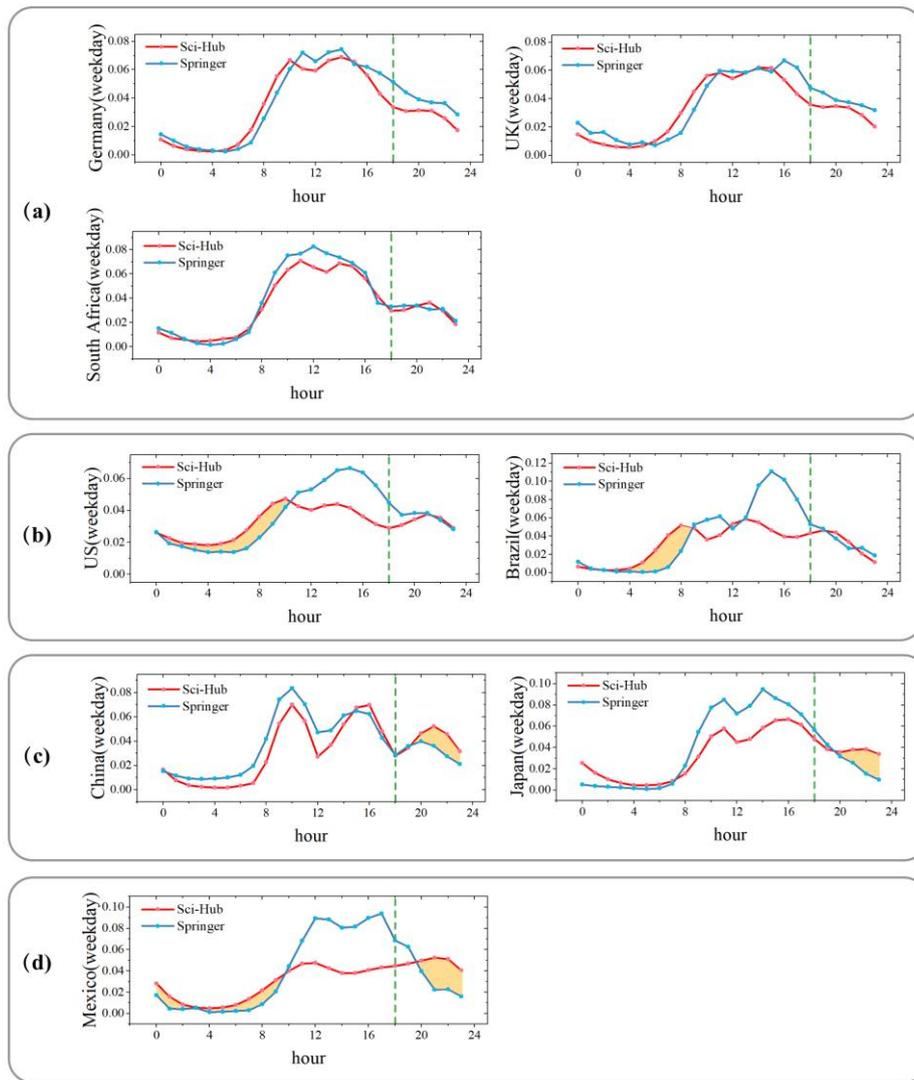 (a)
Germany(weekday)
0.08
0.06
0.04
0.02
0.00
Sci-Hub
Springer
0 4 8 12 16 20 24
hour
UK(weekday)
0.08
0.06
0.04
0.02
0.00
Sci-Hub
Springer
0 4 8 12 16 20 24
hour
South Africa(weekday)
0.08
0.06
0.04
0.02
0.00
Sci-Hub
Springer
0 4 8 12 16 20 24
hour
(b)
US(weekday)
0.06
0.04
0.02
0.00
Sci-Hub
Springer
0 4 8 12 16 20 24
hour
Brazil(weekday)
0.12
0.10
0.08
0.06
0.04
0.02
0.00
Sci-Hub
Springer
0 4 8 12 16 20 24
hour
(c)
China(weekday)
0.08
0.06
0.04
0.02
0.00
Sci-Hub
Springer
0 4 8 12 16 20 24
hour
Japan(weekday)
0.10
0.08
0.06
0.04
0.02
0.00
Sci-Hub
Springer
0 4 8 12 16 20 24
hour
(d)
Mexico(weekday)
0.10
0.08
0.06
0.04
0.02
0.00
Sci-Hub
Springer
0 4 8 12 16 20 24
hour